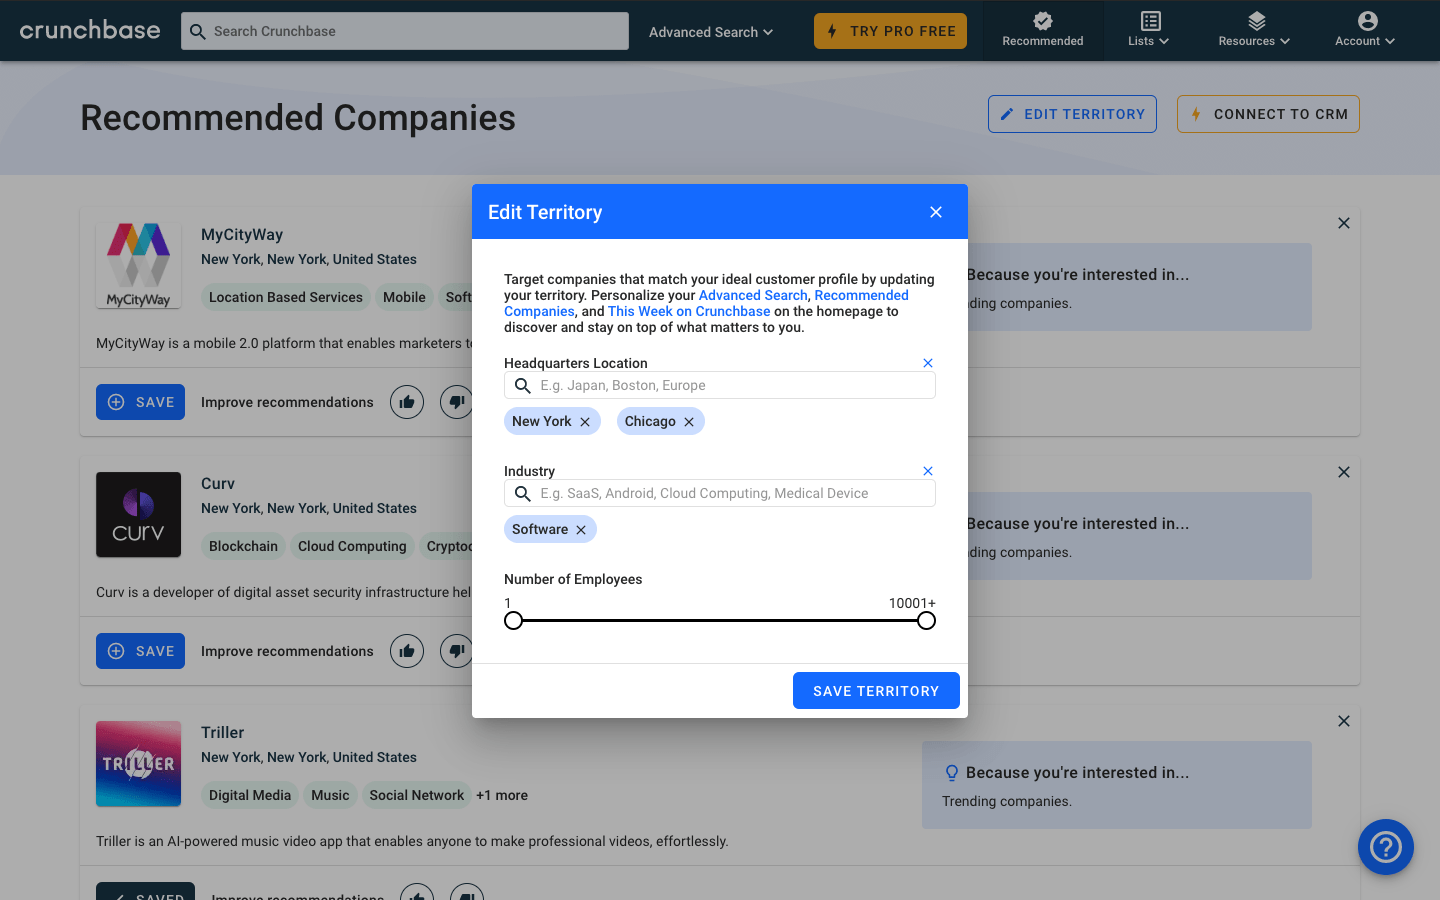 crunchbase
Search Crunchbase
Advanced Search
TRY PRO FREE
Recommended
Lists
Resources
Account
Recommended Companies
EDIT TERRITORY
CONNECT TO CRM
MyCityWay
MyCityWay
New York, New York, United States
Location Based Services
Mobile
MyCityWay is a mobile 2.0 platform that enables marketers
SAVE
Improve recommendations
Because you're interested in...
companies.
Edit Territory
Target companies that match your ideal customer profile by updating
your territory. Personalize your Advanced Search, Recommended
Companies, and This Week on Crunchbase on the homepage to
discover and stay on top of what matters to you.
Headquarters Location
E.g. Japan, Boston, Europe
New York
Chicago
Industry
E.g. SaaS, Android, Cloud Computing, Medical Device
Software
Number of Employees
1
10001+
SAVE TERRITORY
CURV
Curv
New York, New York, United States
Blockchain
Cloud Computing
Curv is a developer of digital asset security infrastructure
SAVE
Improve recommendations
Because you're interested in...
companies.
TRILLER
Triller
New York, New York, United States
Digital Media
Music
Social Network
+1 more
Triller is an AI-powered music video app that enables anyone to make professional videos, effortlessly.
Because you're interested in...
Trending companies.
SAVED
Improve recommendations